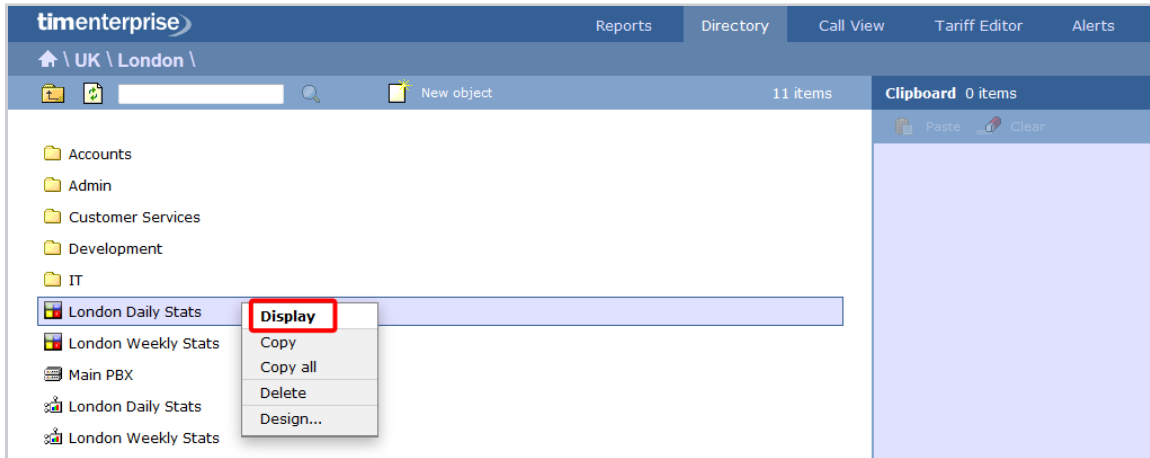 timenterprise
Reports Directory Call View Tariff Editor Alerts
\ UK \ London \
New object 11 items Clipboard 0 items
Paste Clear
Accounts
Admin
Customer Services
Development
IT
London Daily Stats
Display
London Weekly Stats
Copy
Copy all
Main PBX
Delete
London Daily Stats
Design...
London Weekly Stats